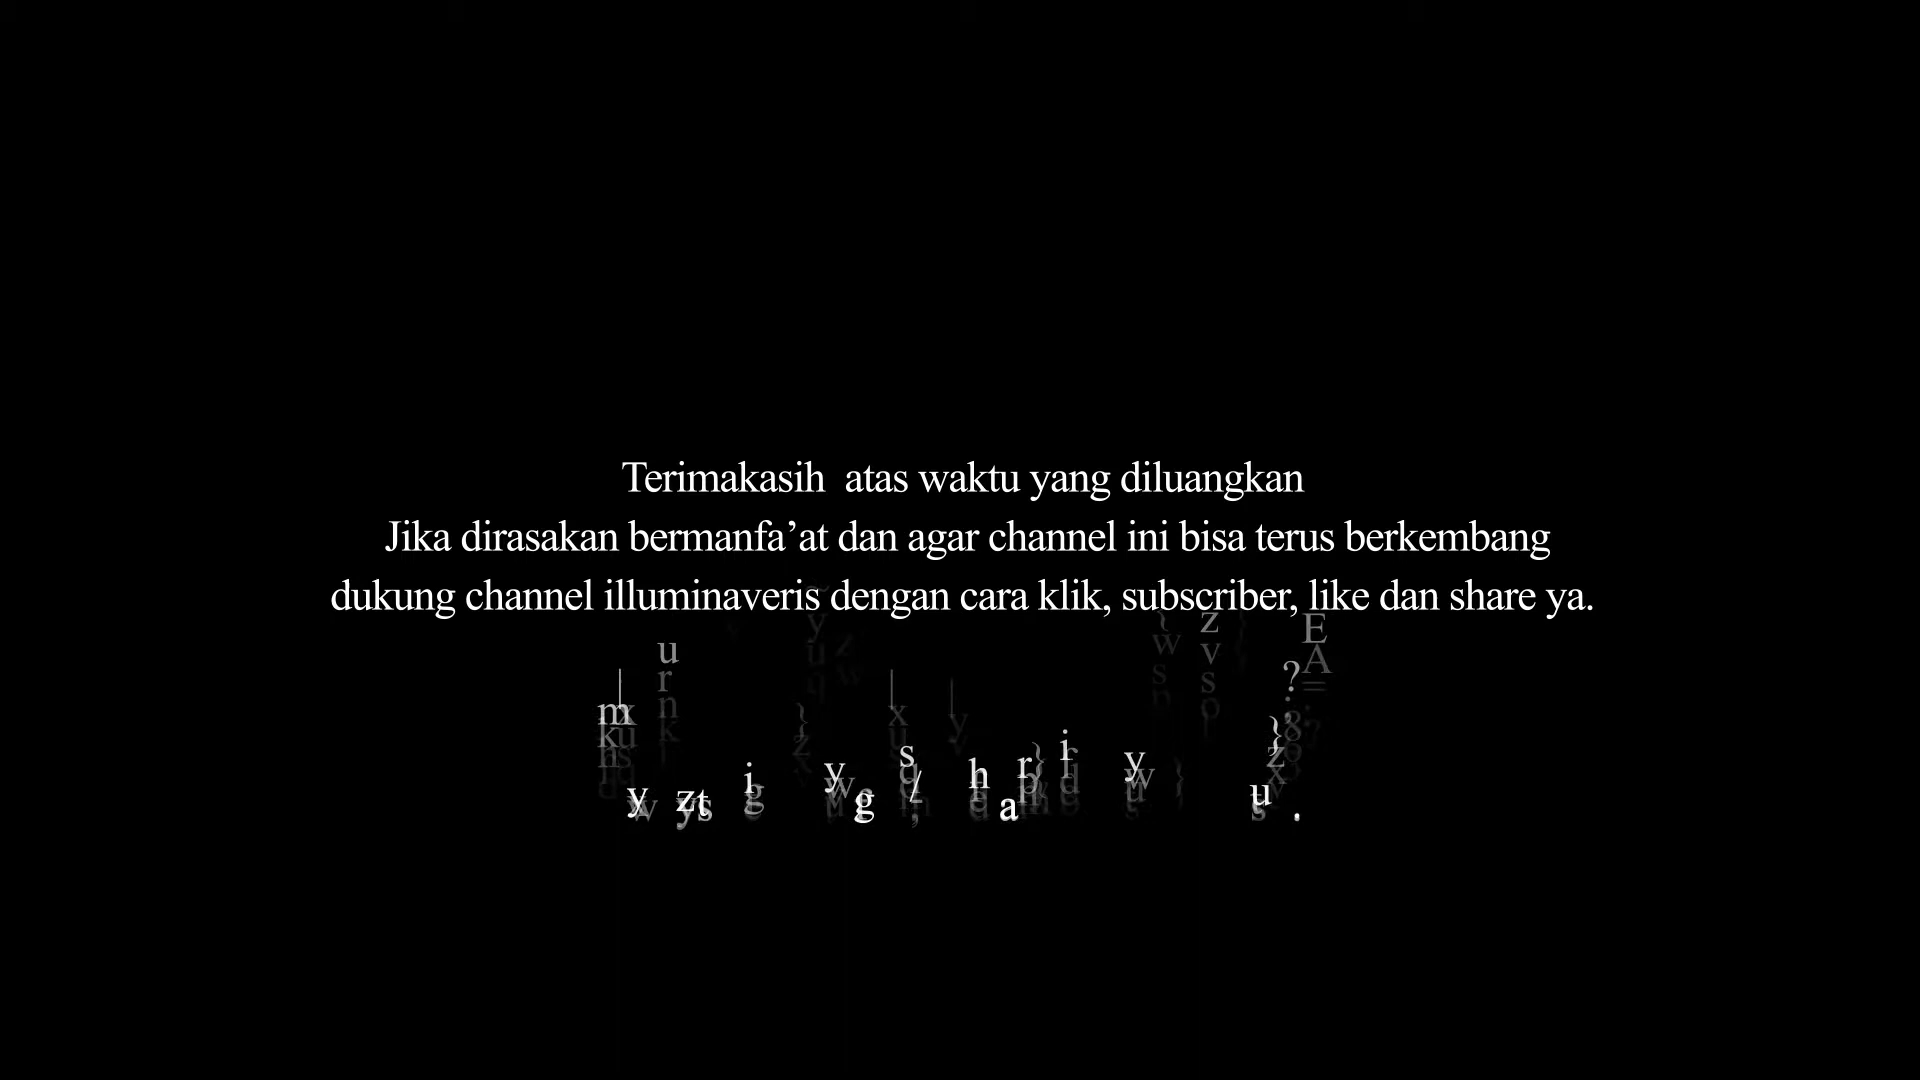 Terimakasih  atas waktu yang diluangkan
Jika dirasakan bermanfa’at dan agar channel ini bisa terus berkembang
dukung channel illuminaveris dengan cara klik, subscriber, like dan share ya.